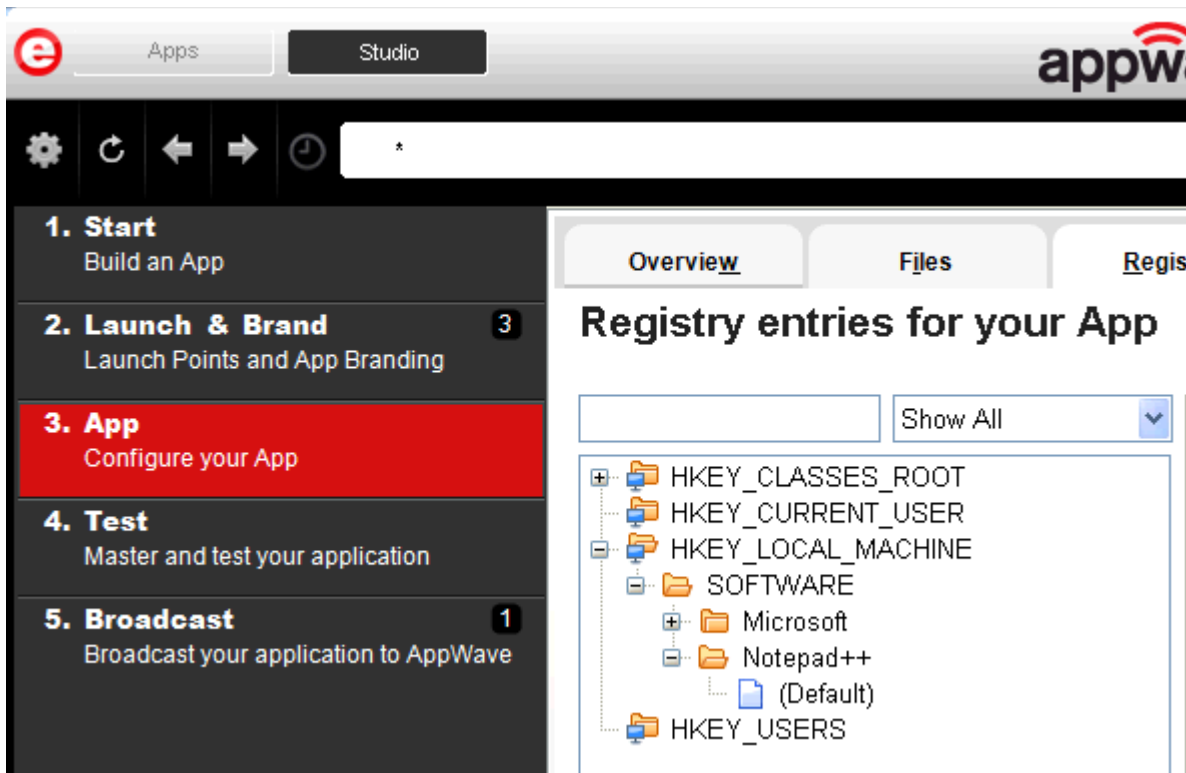 e
Apps
Studio
appwa
*
1. Start
Build an App
2. Launch & Brand 3
Launch Points and App Branding
3. App
Configure your App
4. Test
Master and test your application
5. Broadcast 1
Broadcast your application to AppWave
Overview
Files
Regis
Registry entries for your App
Show All
HKEY_CLASSES_ROOT
HKEY_CURRENT_USER
HKEY_LOCAL_MACHINE
SOFTWARE
Microsoft
Notepad++
(Default)
HKEY_USERS